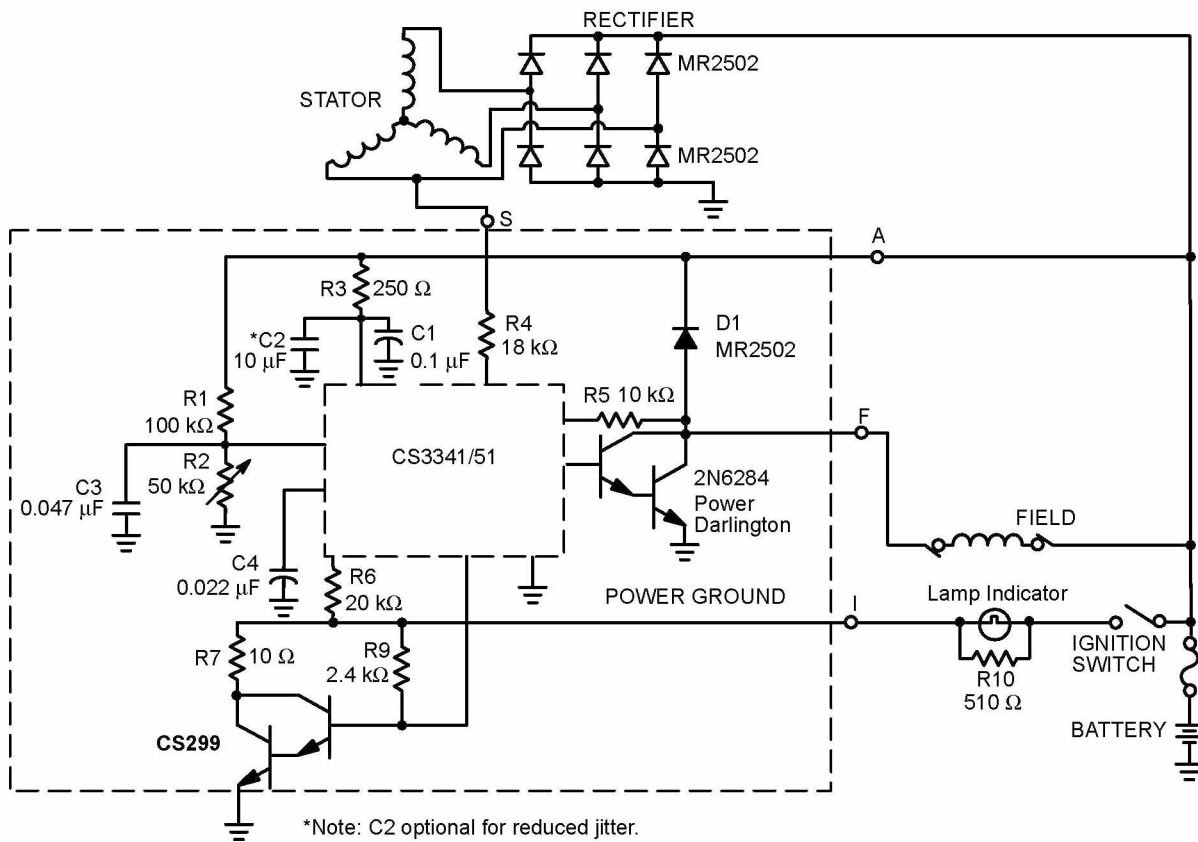 RECTIFIER
MR2502
STATOR
MR2502
S
A
R3
250 Ω
*C2
10 µF
C1
0.1 µF
R4
18 kΩ
D1
MR2502
R1
100 kΩ
R5 10 kΩ
F
CS3341/51
R2
50 kΩ
C3
0.047 µF
2N6284
Power
Darlington
FIELD
C4
0.022 µF
R6
20 kΩ
POWER GROUND
I
Lamp Indicator
R7
10 Ω
R9
2.4 kΩ
IGNITION
SWITCH
R10
510 Ω
BATTERY
CS299
*Note: C2 optional for reduced jitter.